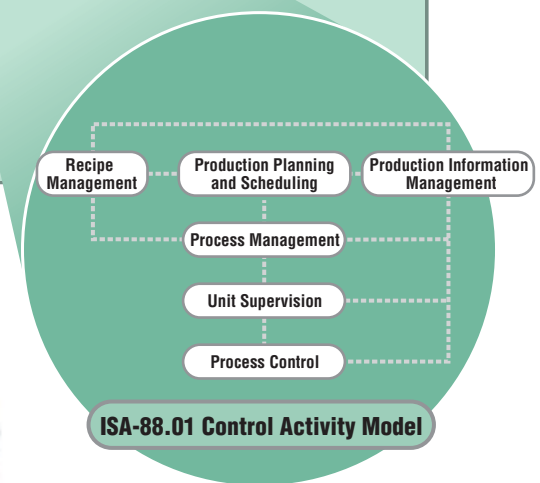 Recipe
Management
Production Planning
and Scheduling
Production Information
Management
Process Management
Unit Supervision
Process Control
ISA-88.01 Control Activity Model